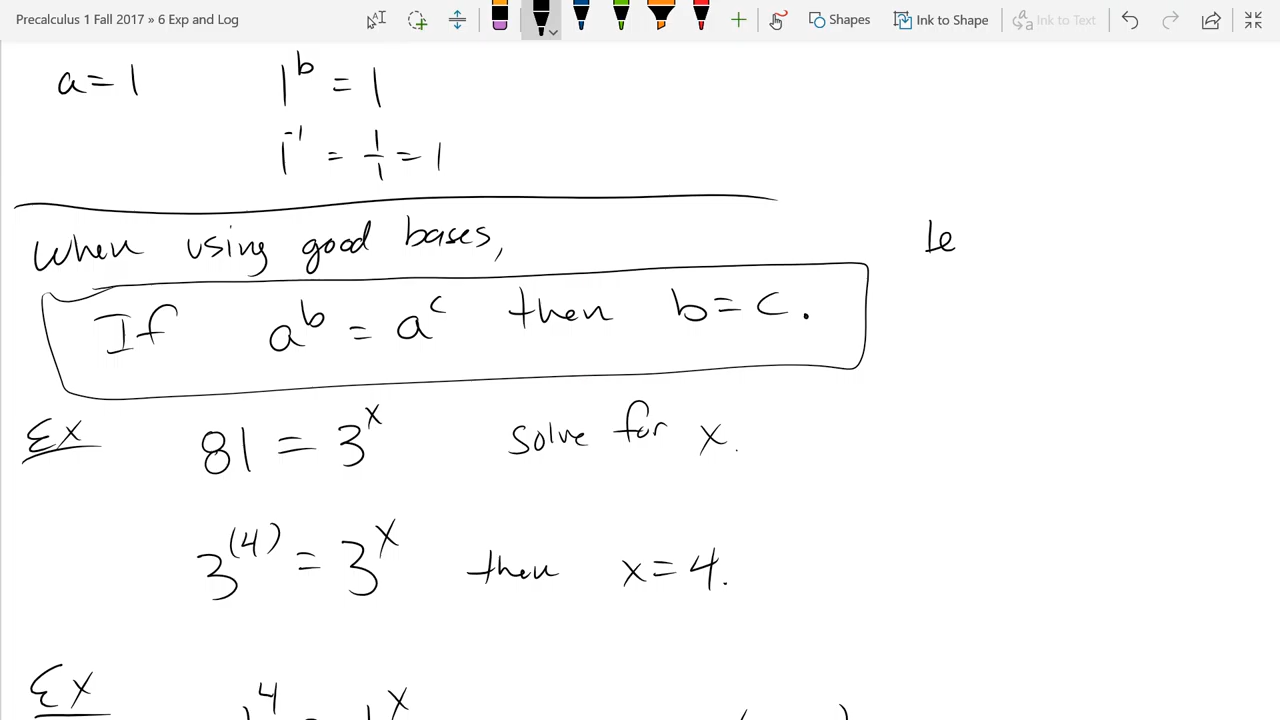 Precalculus 1 Fall 2017 » 6 Exp and Log
Shapes
Ink to Shape
Ink to Text
a = 1    1^b = 1
1^-1 = 1/1 = 1
When using good bases,
Le
If a^b = a^c then b = c.
Ex 81 = 3^x solve for x.
3^(4) = 3^x then x = 4.
Ex
4 x